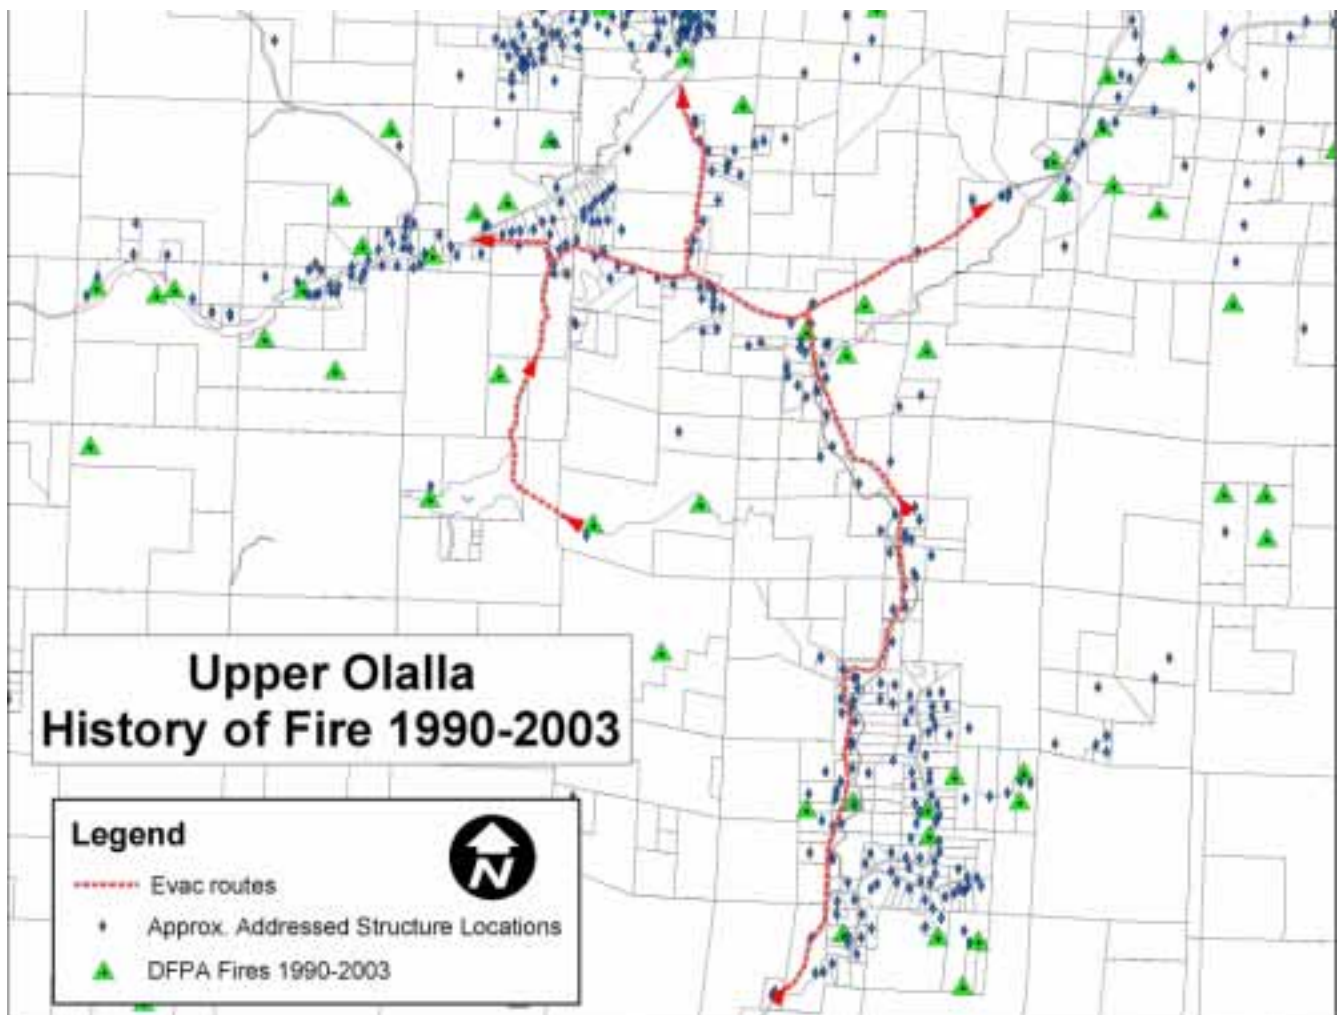 Upper Olalla
History of Fire 1990-2003
Legend
N
Evac routes
Approx. Addressed Structure Locations
DFPA Fires 1990-2003